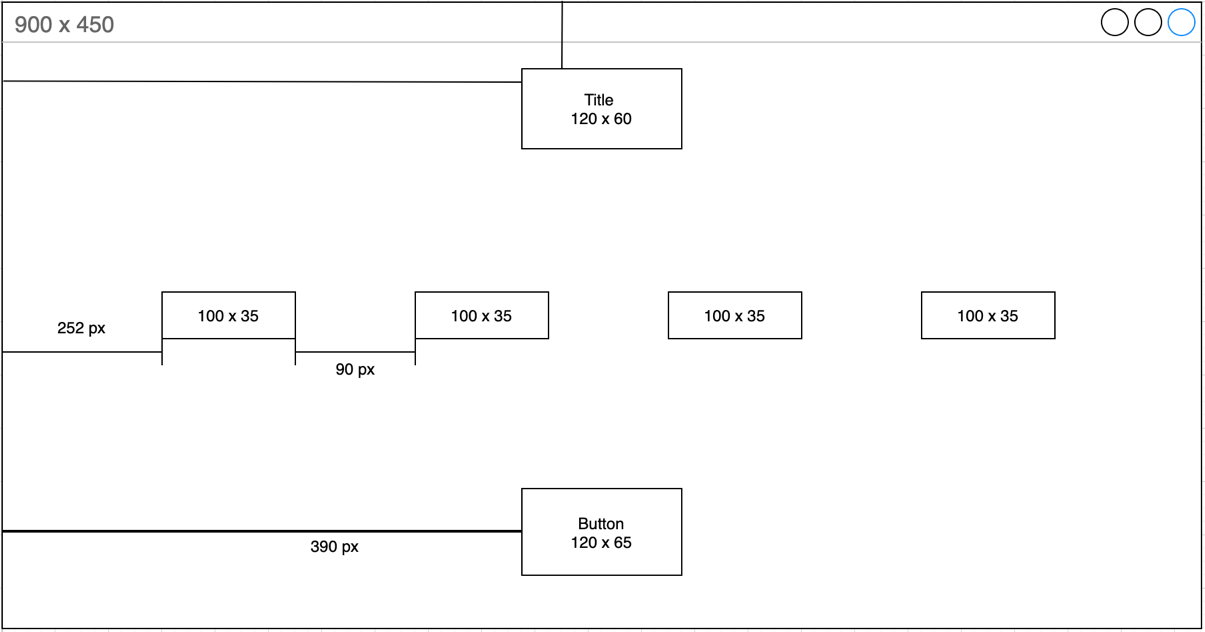 900 x 450
Title
120 x 60
100 x 35
100 x 35
100 x 35
100 x 35
252 px
90 px
Button
120 x 65
390 px